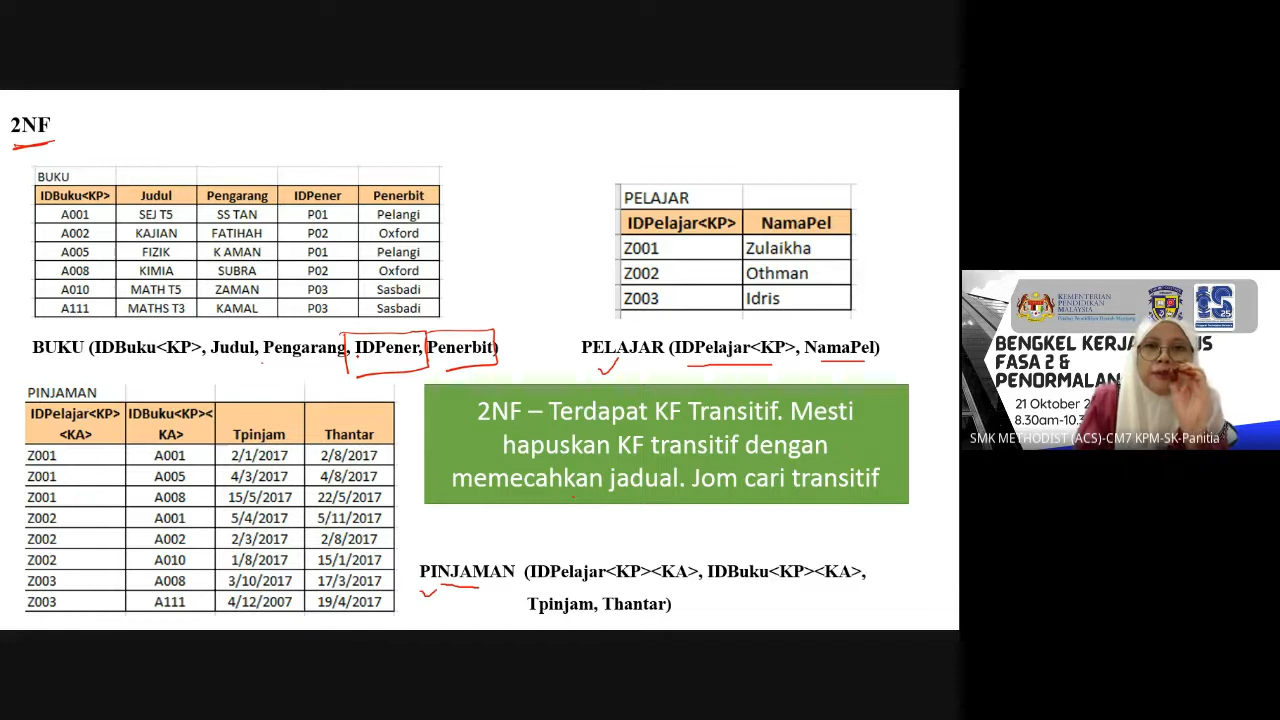 2NF
BUKU
IDBuku<KP> Judul Pengarang IDPener Penerbit
A001 SEJ T5 SS TAN P01 Pelangi
A002 KAJIAN FATIHAH P02 Oxford
A005 FIZIK K AMAN P01 Pelangi
A008 KIMIA SUBRA P02 Oxford
A010 MATH T5 ZAMAN P03 Sasbadi
A111 MATHS T3 KAMAL P03 Sasbadi
BUKU (IDBuku<KP>, Judul, Pengarang, IDPener, Penerbit)
PELAJAR
IDPelajar<KP> NamaPel
Z001 Zulaikha
Z002 Othman
Z003 Idris
PELAJAR (IDPelajar<KP>, NamaPel)
PINJAMAN
IDPelajar<KP> IDBuku<KP><
<KA> KA> Tpinjam Thantar
Z001 A001 2/1/2017 2/8/2017
Z001 A005 4/3/2017 4/8/2017
Z001 A008 15/5/2017 22/5/2017
Z002 A001 5/4/2017 5/11/2017
Z002 A002 2/3/2017 2/8/2017
Z002 A010 1/8/2017 15/1/2017
Z003 A008 3/10/2017 17/3/2017
Z003 A111 4/12/2007 19/4/2017
2NF – Terdapat KF Transitif. Mesti
hapuskan KF transitif dengan
memecahkan jadual. Jom cari transitif
PINJAMAN (IDPelajar<KP><KA>, IDBuku<KP><KA>,
Tpinjam, Thantar)
KEMENTERIAN
PENDIDIKAN
MALAYSIA
BENGKEL
FASA 2 &
PENORMALAN
21 Oktober
SMK METHODIST (ACS)-CM7 KPM-SK-Panitia